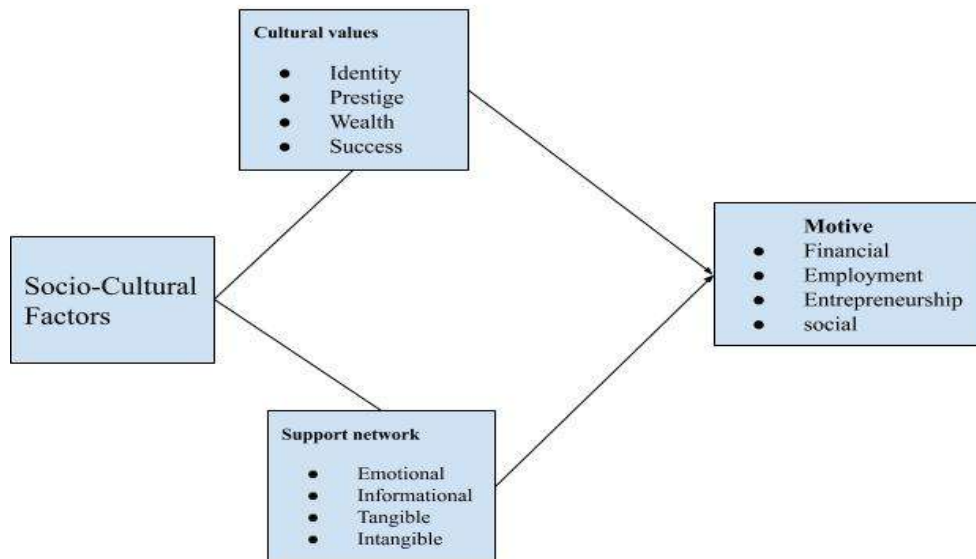 Cultural values
● Identity
● Prestige
● Wealth
● Success
Socio-Cultural
Factors
Support network
● Emotional
● Informational
● Tangible
● Intangible
Motive
● Financial
● Employment
● Entrepreneurship
● social